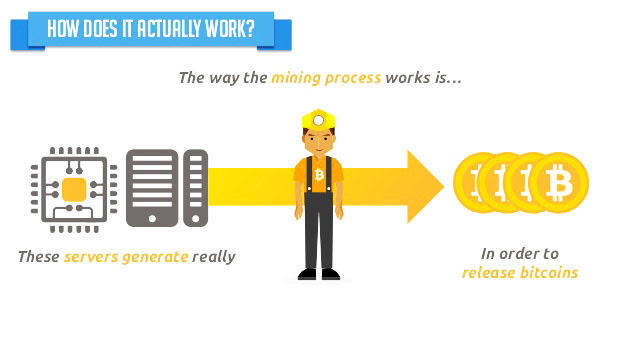 HOW DOES IT ACTUALLY WORK?
The way the mining process works is...
These servers generate really
In order to
release bitcoins